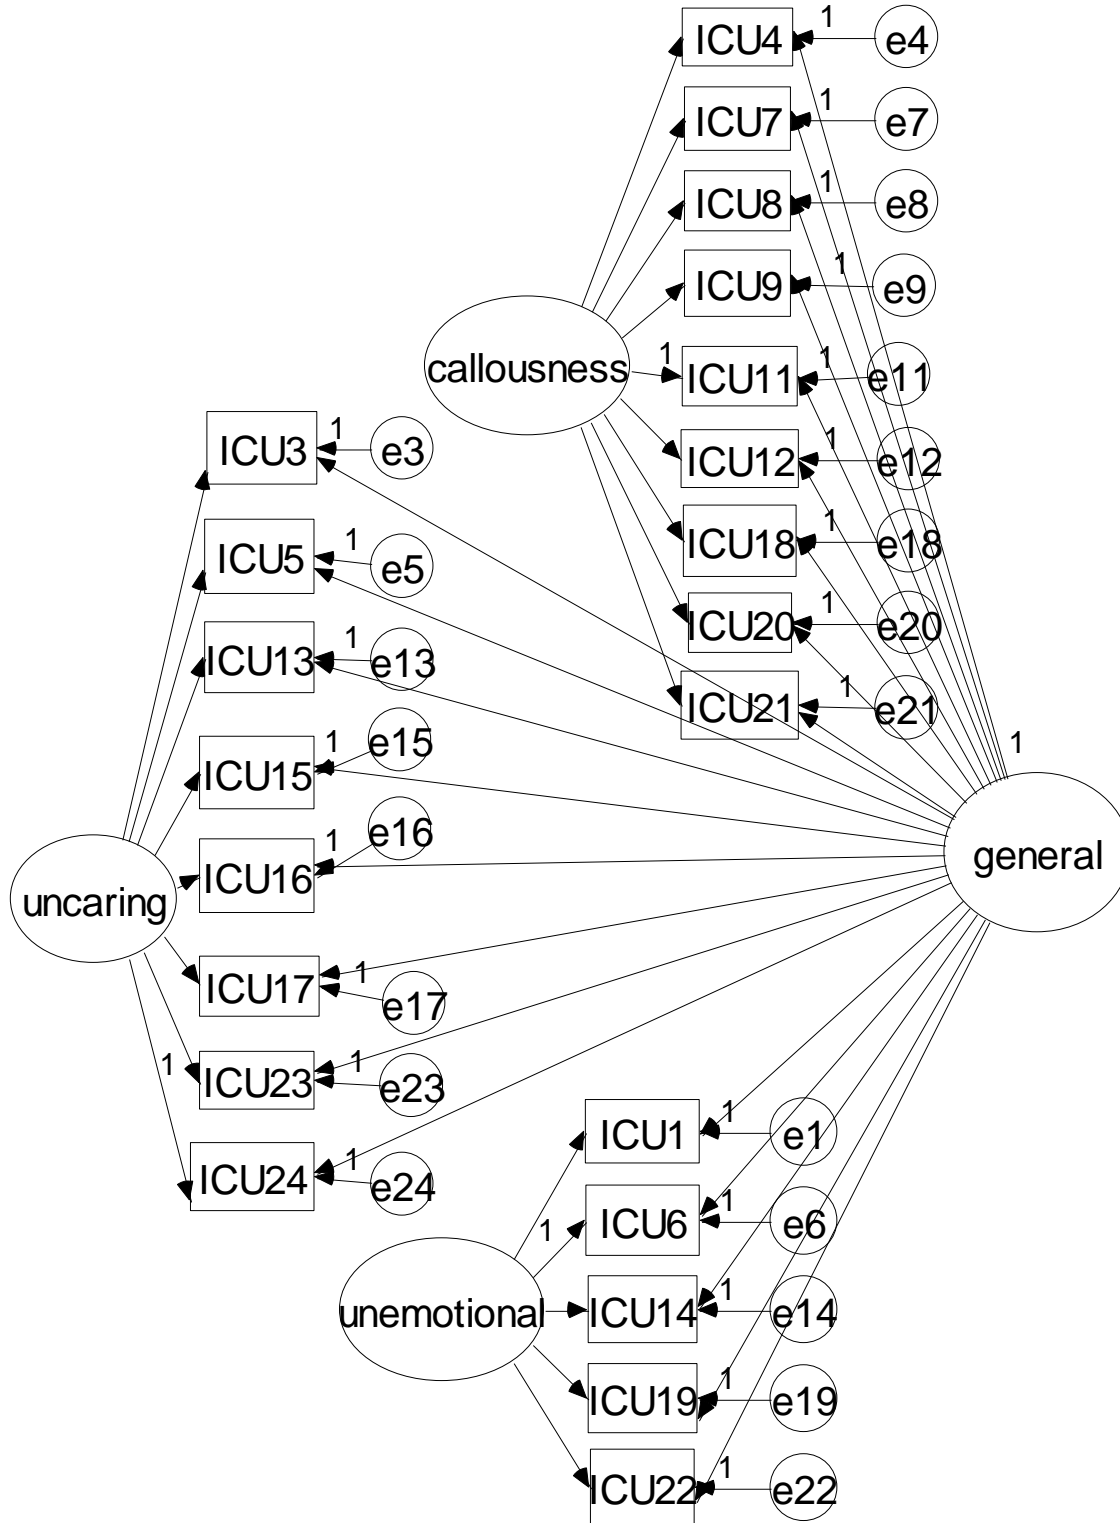 ICU4 1 e4
ICU7 1 e7
ICU8 1 e8
ICU9 1 e9
callousness 1 ICU11 1 e11
ICU12 1 e12
ICU18 1 e18
ICU20 1 e20
ICU21 1 e21
ICU3 1 e3
ICU5 1 e5
ICU13 1 e13
ICU15 1 e15
ICU16 1 e16
uncaring
ICU17 1 e17
ICU23 1 e23
1 ICU24 1 e24
1
general
ICU1 1 e1
1 ICU6 1 e6
unemotional
ICU14 1 e14
ICU19 1 e19
ICU22 1 e22